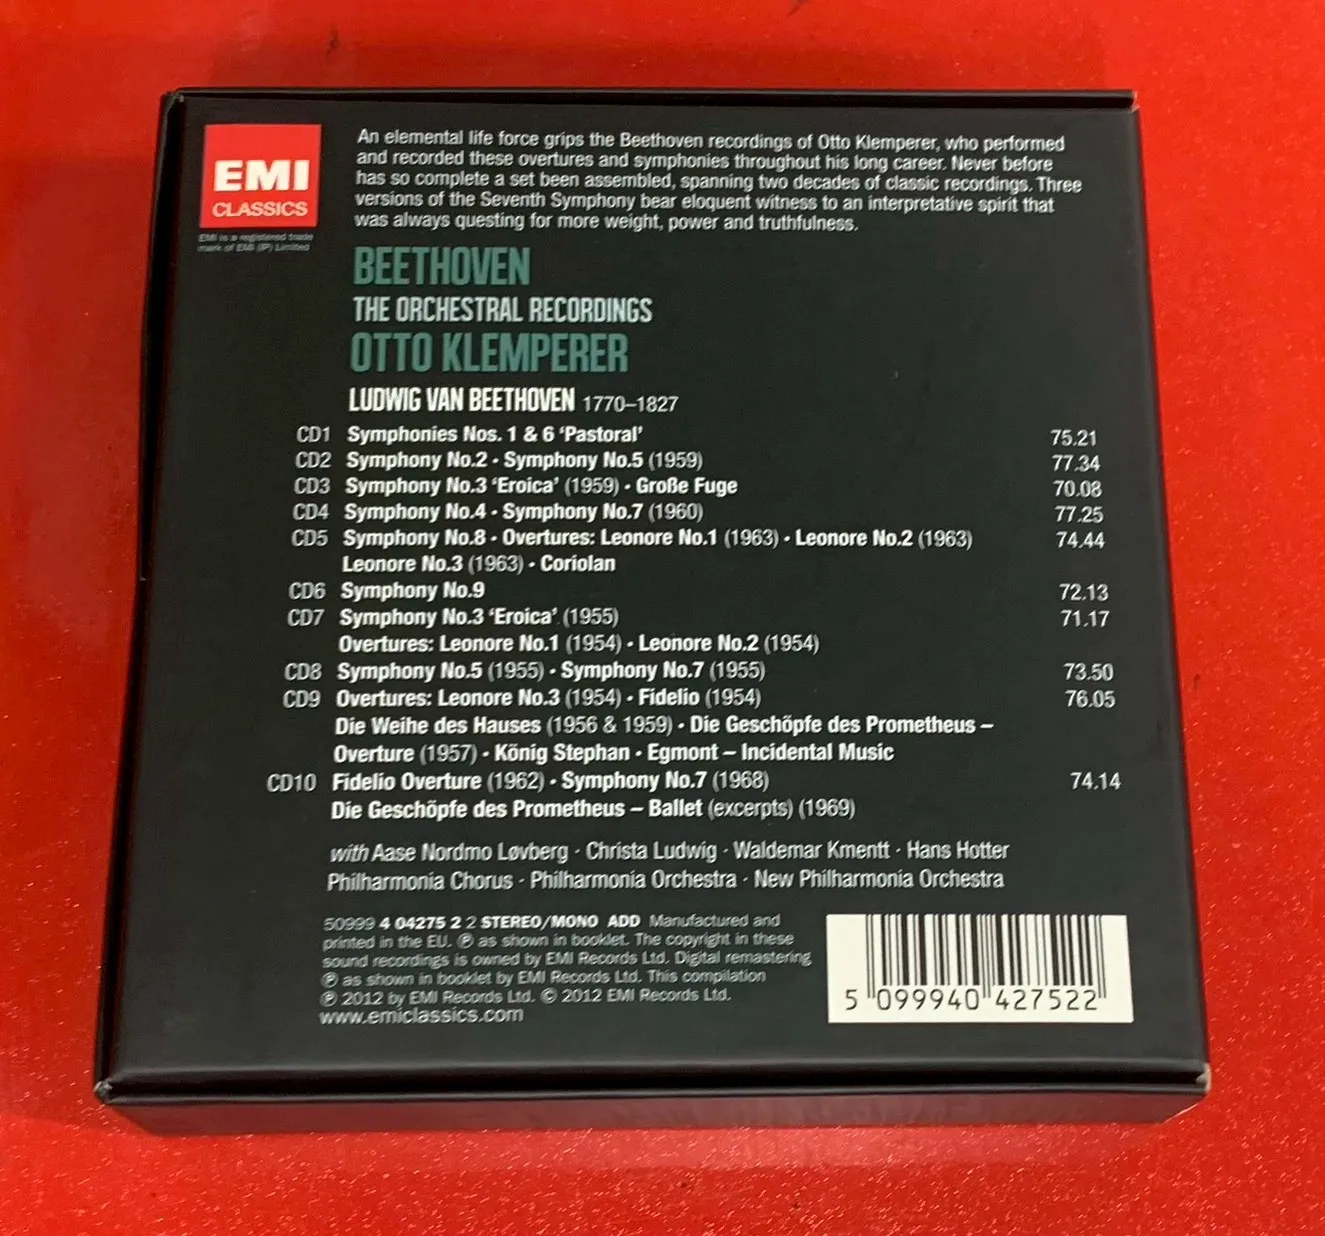 EMI
CLASSICS
EMI is a registered trade
mark of EMI (IP) Limited
An elemental life force grips the Beethoven recordings of Otto Klemperer, who performed
and recorded these overtures and symphonies throughout his long career. Never before
has so complete a set been assembled, spanning two decades of classic recordings. Three
versions of the Seventh Symphony bear eloquent witness to an interpretative spirit that
was always questing for more weight, power and truthfulness.
BEETHOVEN
THE ORCHESTRAL RECORDINGS
OTTO KLEMPERER
LUDWIG VAN BEETHOVEN 1770–1827
CD1 Symphonies Nos. 1 & 6 ‘Pastoral’ 75.21
CD2 Symphony No.2 · Symphony No.5 (1959) 77.34
CD3 Symphony No.3 ‘Eroica’ (1959) · Große Fuge 70.08
CD4 Symphony No.4 · Symphony No.7 (1960) 77.25
CD5 Symphony No.8 · Overtures: Leonore No.1 (1963) · Leonore No.2 (1963) 74.44
Leonore No.3 (1963) · Coriolan
CD6 Symphony No.9 72.13
CD7 Symphony No.3 ‘Eroica’ (1955) 71.17
Overtures: Leonore No.1 (1954) · Leonore No.2 (1954)
CD8 Symphony No.5 (1955) · Symphony No.7 (1955) 73.50
CD9 Overtures: Leonore No.3 (1954) · Fidelio (1954) 76.05
Die Weihe des Hauses (1956 & 1959) · Die Geschöpfe des Prometheus –
Overture (1957) · König Stephan · Egmont – Incidental Music
CD10 Fidelio Overture (1962) · Symphony No.7 (1968) 74.14
Die Geschöpfe des Prometheus – Ballet (excerpts) (1969)
with Aase Nordmo Løvberg · Christa Ludwig · Waldemar Kmentt · Hans Hotter
Philharmonia Chorus · Philharmonia Orchestra · New Philharmonia Orchestra
50999 4 04275 2 2 STEREO/MONO ADD Manufactured and
printed in the EU. ℗ as shown in booklet. The copyright in these
sound recordings is owned by EMI Records Ltd. Digital remastering
℗ as shown in booklet by EMI Records Ltd. This compilation
℗ 2012 by EMI Records Ltd. © 2012 EMI Records Ltd.
www.emiclassics.com
5 099940 427522